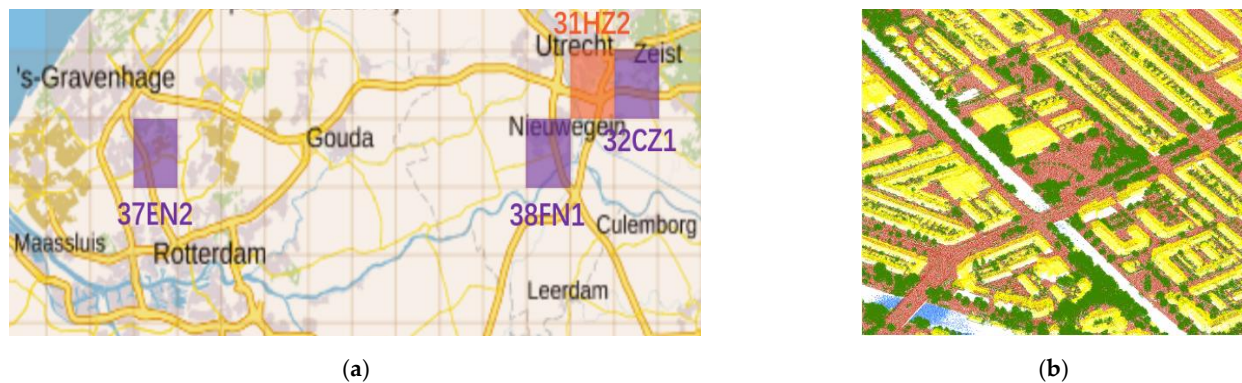 31HZ2
Utrecht
Zeist
's-Gravenhage
Gouda
Nieuwegein
32CZ1
37EN2
38FN1
Culemborg
Maassluis
Rotterdam
Leerdam
(a)
(b)